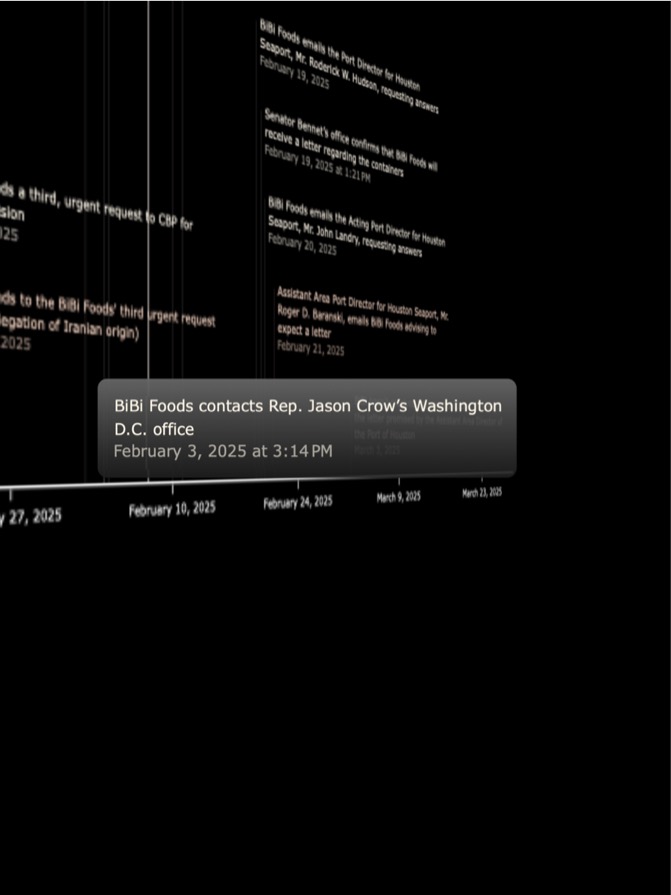 BiBi Foods emails the Port Director for Houston
Seaport, Mr. Roderick W. Hudson, requesting answers
February 19, 2025
Senator Bennet's office confirms that BiBi Foods will
receive a letter regarding the containers
February 19, 2025 at 1:21 PM
ds a third, urgent request to CBP for
sion
025
BiBi Foods emails the Acting Port Director for Houston
Seaport, Mr. John Landry, requesting answers
February 20, 2025
ds to the BiBi Foods' third urgent request
egation of Iranian origin)
2025
Assistant Area Port Director for Houston Seaport, Mr.
Roger D. Baranski, emails BiBi Foods advising to
expect a letter
February 21, 2025
BiBi Foods contacts Rep. Jason Crow’s Washington
D.C. office
February 3, 2025 at 3:14 PM
the Port of Houston
y 27, 2025
February 10, 2025
February 24, 2025
March 9, 2025
March 23, 2025